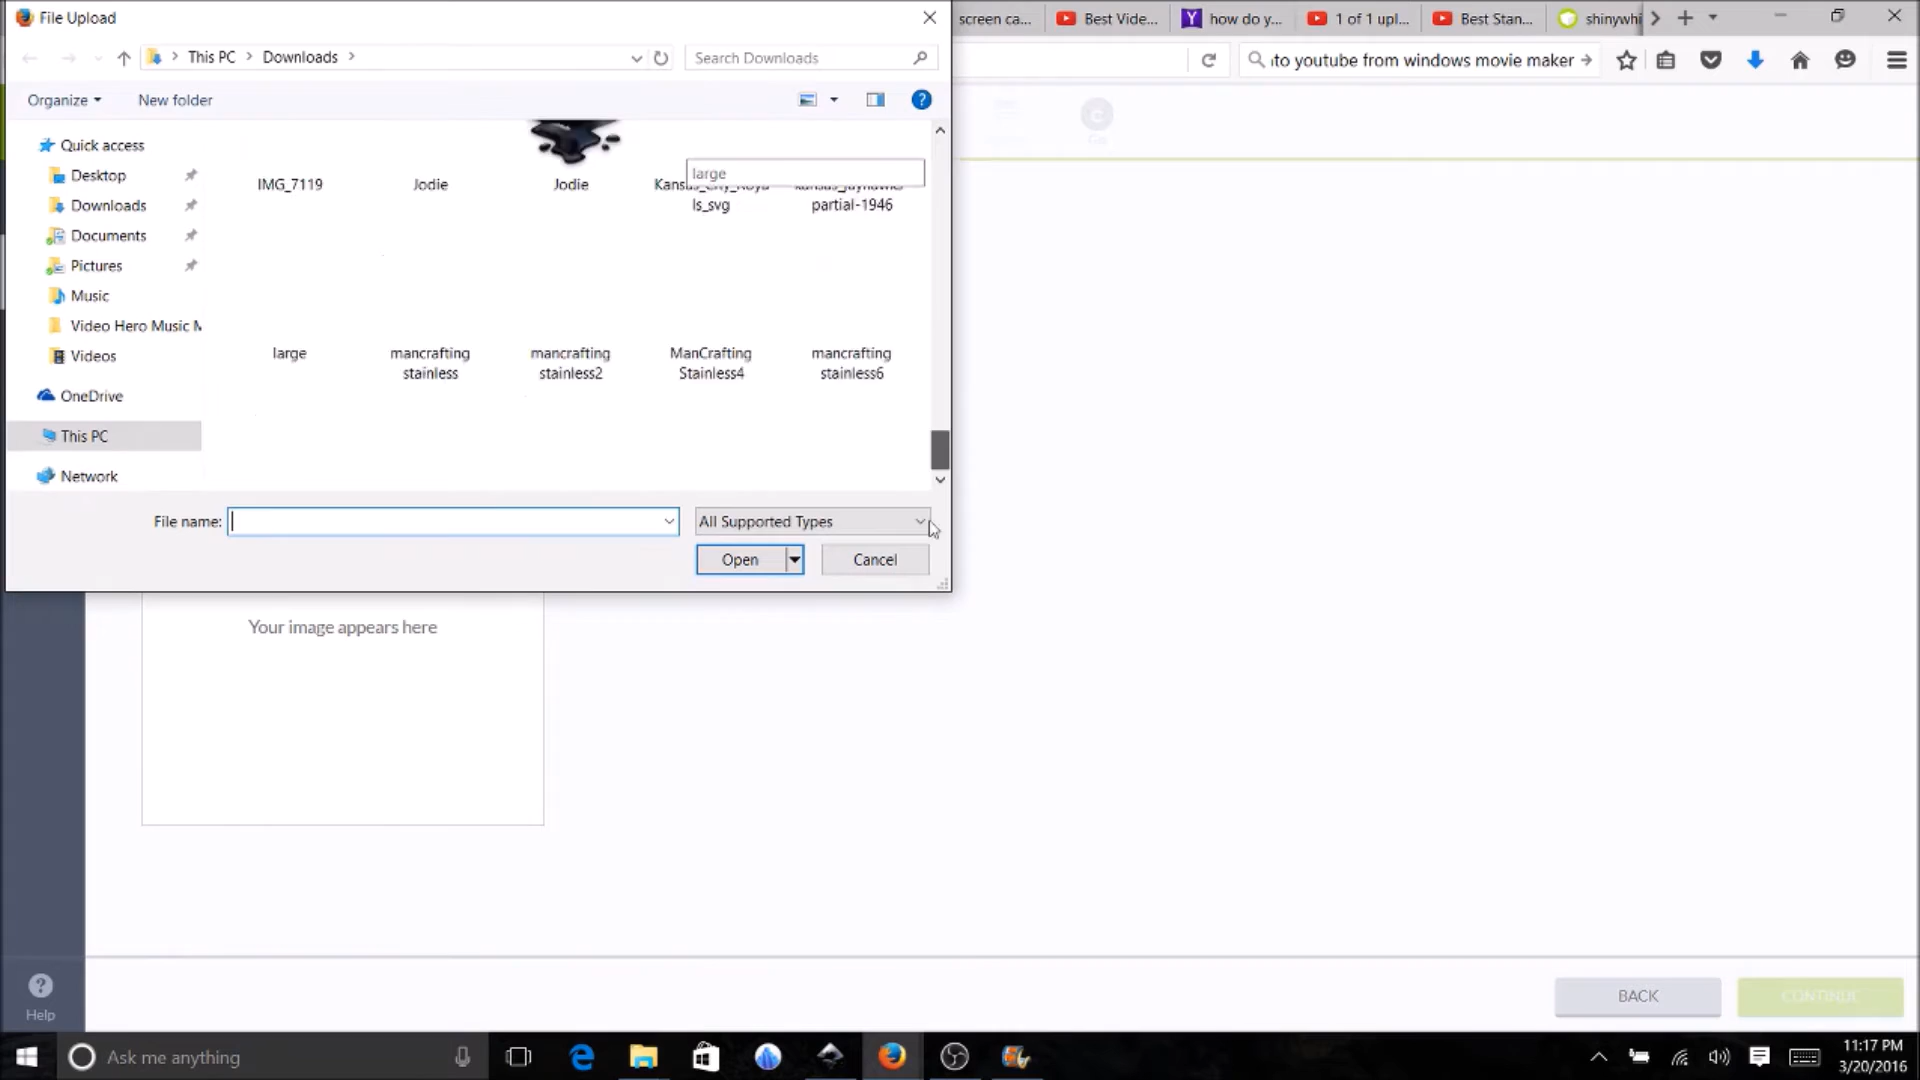 File Upload
screen ca...
Best Vide...
how do y...
1 of 1 upl...
Best Stan...
shinywhi
This PC
Downloads
Search Downloads
ito youtube from windows movie maker
Organize
New folder
Quick access
Desktop
Downloads
Documents
Pictures
Music
Video Hero Music M
Videos
OneDrive
This PC
Network
large
IMG_7119
Jodie
Jodie
Kansas_City_Roya
ls_svg
kansas_jayhawks
partial-1946
large
mancrafting
stainless
mancrafting
stainless2
ManCrafting
Stainless4
mancrafting
stainless6
File name:
All Supported Types
Open
Cancel
Your image appears here
BACK
CONTINUE
Help
Ask me anything
11:17 PM
3/20/2016